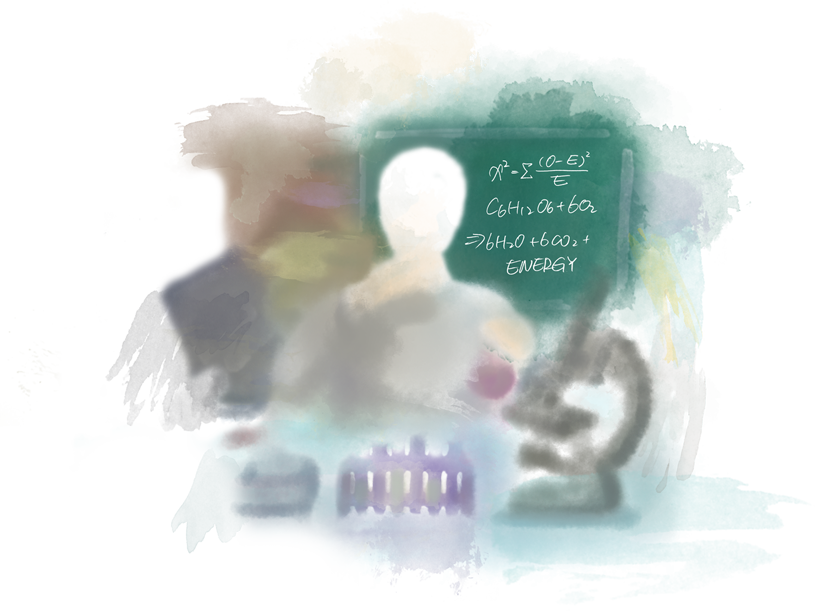 χ² = Σ (O-E)²/E
C₆H₁₂O₆+6O₂
⇒6H₂O+6CO₂+
ENERGY